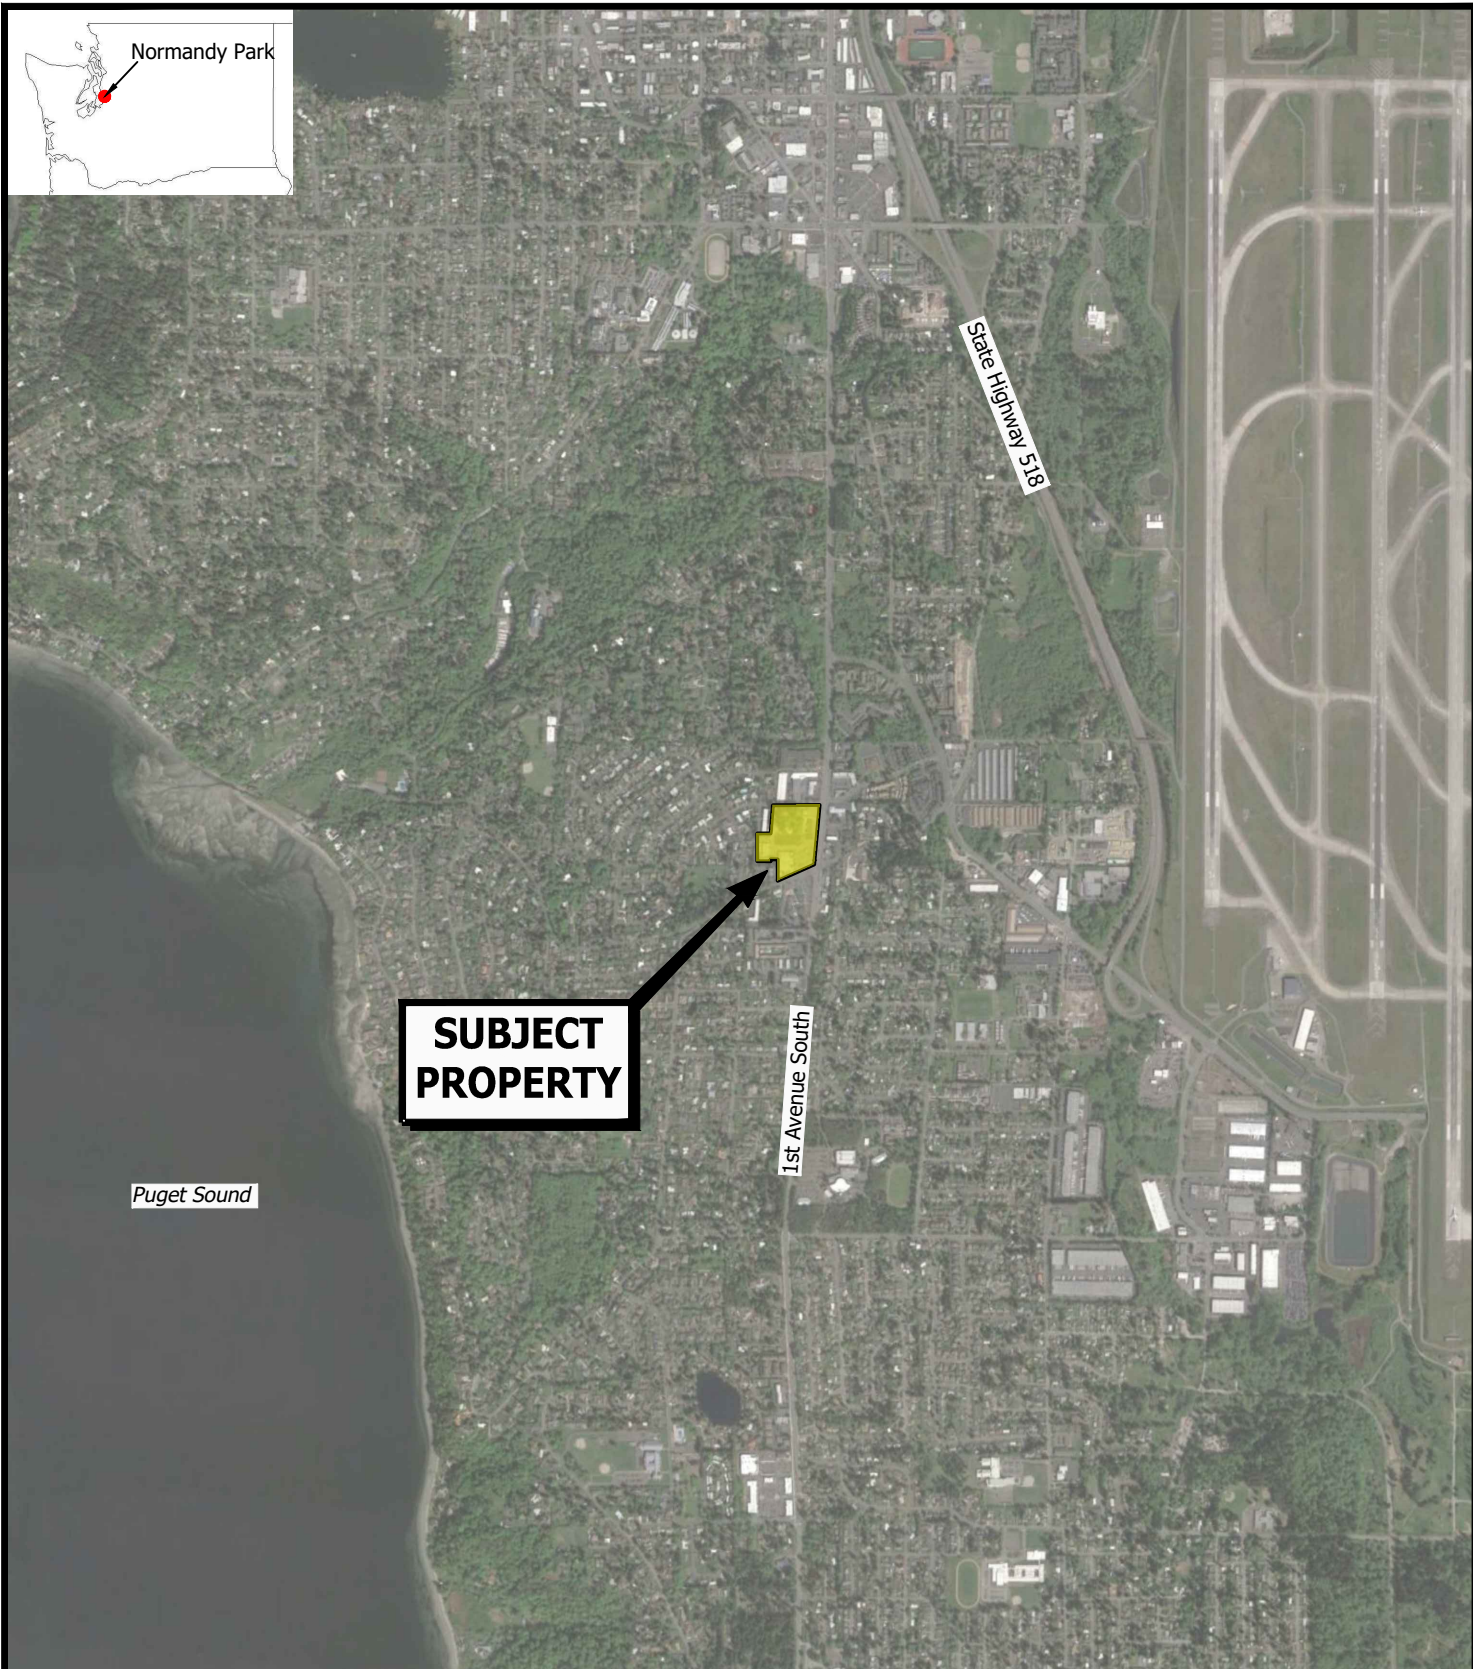 Normandy Park
State Highway 518
SUBJECT
PROPERTY
1st Avenue South
Puget Sound